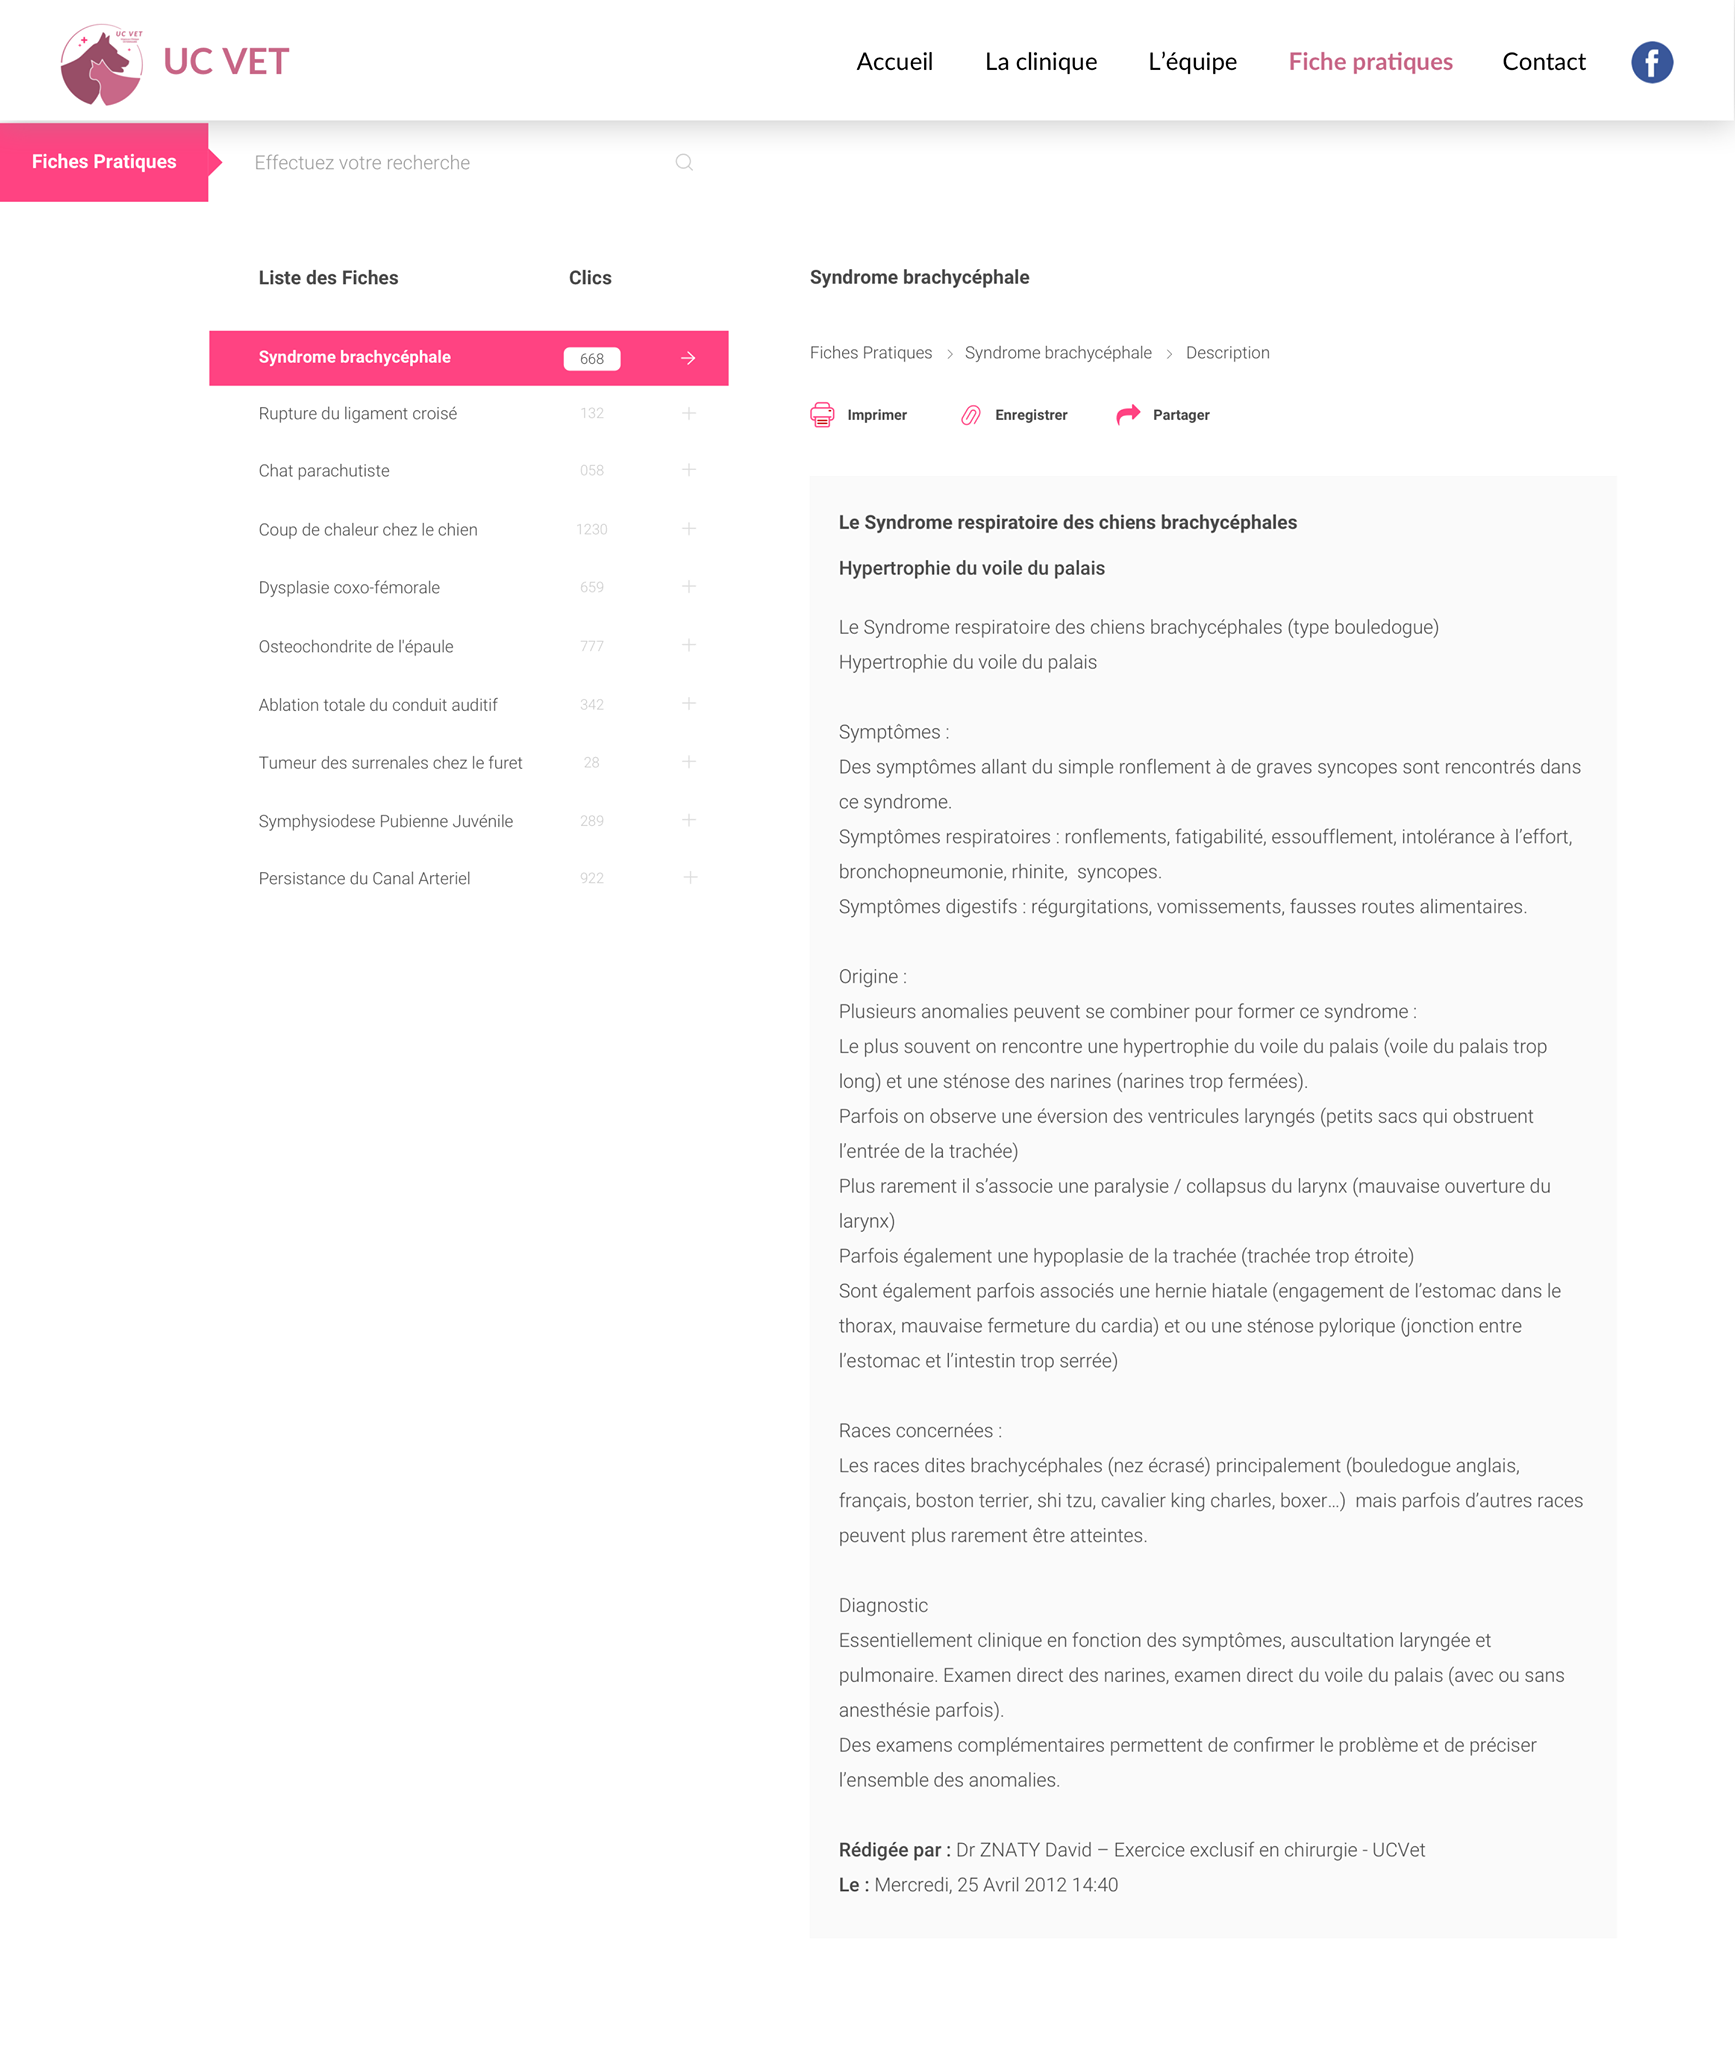 UC VET
UC VET
Accueil
La clinique
L’équipe
Fiche pratiques
Contact
Fiches Pratiques
Effectuez votre recherche
Liste des Fiches Clics
Syndrome brachycéphale 668
Rupture du ligament croisé 132
Chat parachutiste 058
Coup de chaleur chez le chien 1230
Dysplasie coxo-fémorale 659
Osteochondrite de l'épaule 777
Ablation totale du conduit auditif 342
Tumeur des surrenales chez le furet 28
Symphysiodese Pubienne Juvénile 289
Persistance du Canal Arteriel 922
Syndrome brachycéphale
Fiches Pratiques > Syndrome brachycéphale > Description
Imprimer Enregistrer Partager
Le Syndrome respiratoire des chiens brachycéphales
Hypertrophie du voile du palais
Le Syndrome respiratoire des chiens brachycéphales (type bouledogue)
Hypertrophie du voile du palais
Symptômes :
Des symptômes allant du simple ronflement à de graves syncopes sont rencontrés dans
ce syndrome.
Symptômes respiratoires : ronflements, fatigabilité, essoufflement, intolérance à l’effort,
bronchopneumonie, rhinite,  syncopes.
Symptômes digestifs : régurgitations, vomissements, fausses routes alimentaires.
Origine :
Plusieurs anomalies peuvent se combiner pour former ce syndrome :
Le plus souvent on rencontre une hypertrophie du voile du palais (voile du palais trop
long) et une sténose des narines (narines trop fermées).
Parfois on observe une éversion des ventricules laryngés (petits sacs qui obstruent
l’entrée de la trachée)
Plus rarement il s’associe une paralysie / collapsus du larynx (mauvaise ouverture du
larynx)
Parfois également une hypoplasie de la trachée (trachée trop étroite)
Sont également parfois associés une hernie hiatale (engagement de l’estomac dans le
thorax, mauvaise fermeture du cardia) et ou une sténose pylorique (jonction entre
l’estomac et l’intestin trop serrée)
Races concernées :
Les races dites brachycéphales (nez écrasé) principalement (bouledogue anglais,
français, boston terrier, shi tzu, cavalier king charles, boxer…)  mais parfois d’autres races
peuvent plus rarement être atteintes.
Diagnostic
Essentiellement clinique en fonction des symptômes, auscultation laryngée et
pulmonaire. Examen direct des narines, examen direct du voile du palais (avec ou sans
anesthésie parfois).
Des examens complémentaires permettent de confirmer le problème et de préciser
l’ensemble des anomalies.
Rédigée par : Dr ZNATY David – Exercice exclusif en chirurgie - UCVet
Le : Mercredi, 25 Avril 2012 14:40